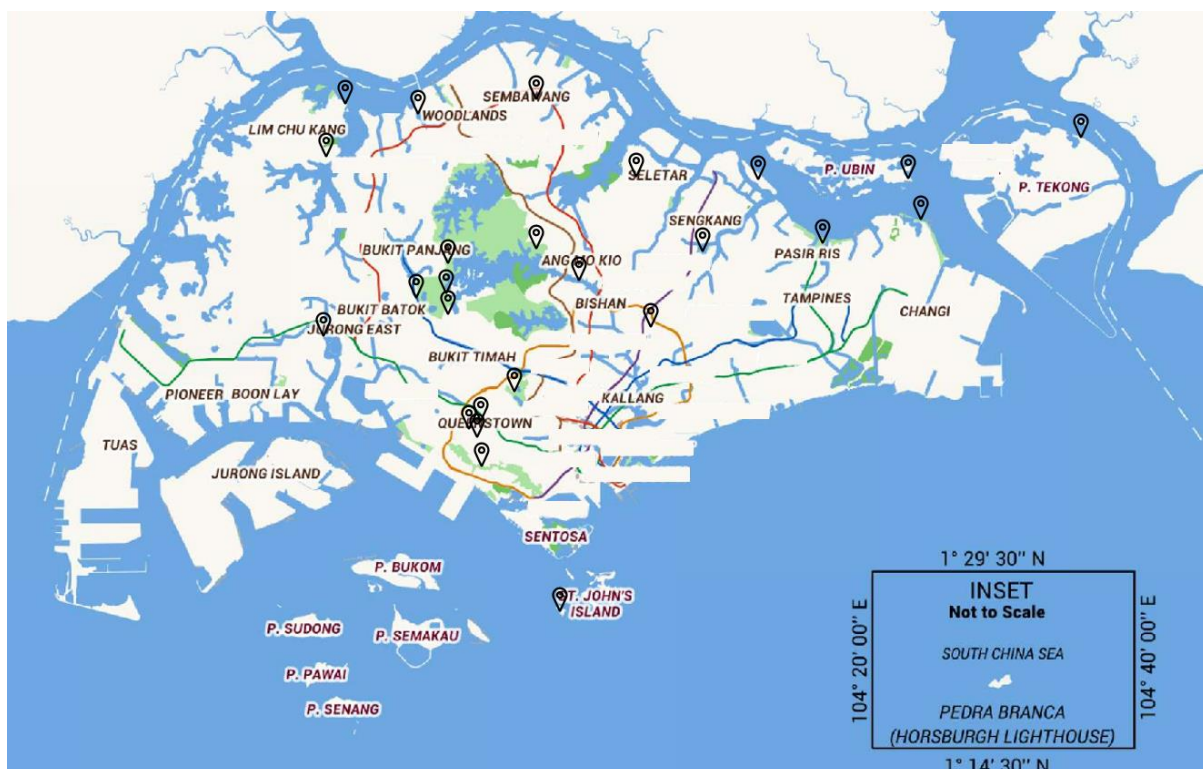 SEMBAWANG
WOODLANDS
LIM CHU KANG
SELETAR
P. UBIN
P. TEKONG
SENGKANG
BUKIT PANJANG
ANG MO KIO
PASIR RIS
BISHAN
TAMPINES
CHANGI
BUKIT BATOK
JURONG EAST
BUKIT TIMAH
PIONEER
BOON LAY
KALLANG
QUEENSTOWN
TUAS
JURONG ISLAND
SENTOSA
P. BUKOM
ST. JOHN'S
ISLAND
P. SUDONG
P. SEMAKAU
P. PAWAI
P. SENANG
1° 29' 30" N
INSET
Not to Scale
104° 20' 00" E
104° 40' 00" E
SOUTH CHINA SEA
PEDRA BRANCA
(HORSBURGH LIGHTHOUSE)
1° 14' 30" N